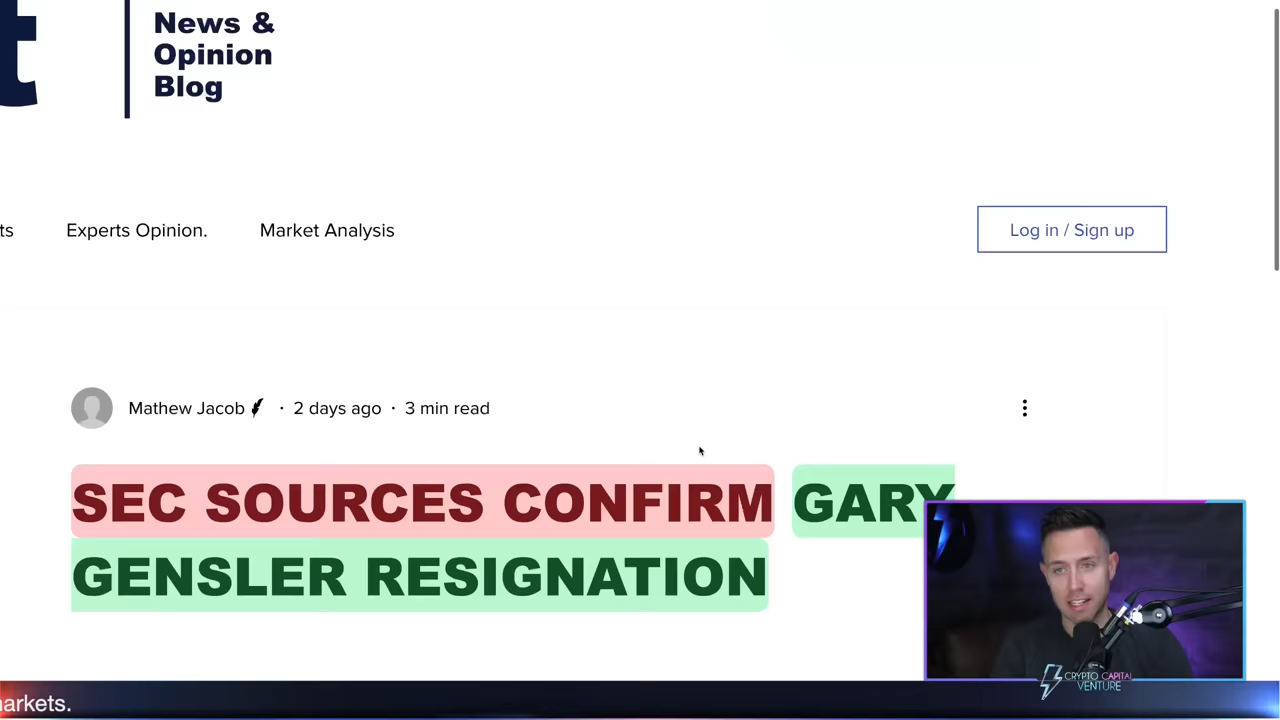 t
News &
Opinion
Blog
ts
Experts Opinion.
Market Analysis
Log in / Sign up
Mathew Jacob · 2 days ago · 3 min read
SEC SOURCES CONFIRM GARY
GENSLER RESIGNATION
CRYPTO CAPITAL
VENTURE
arkets.